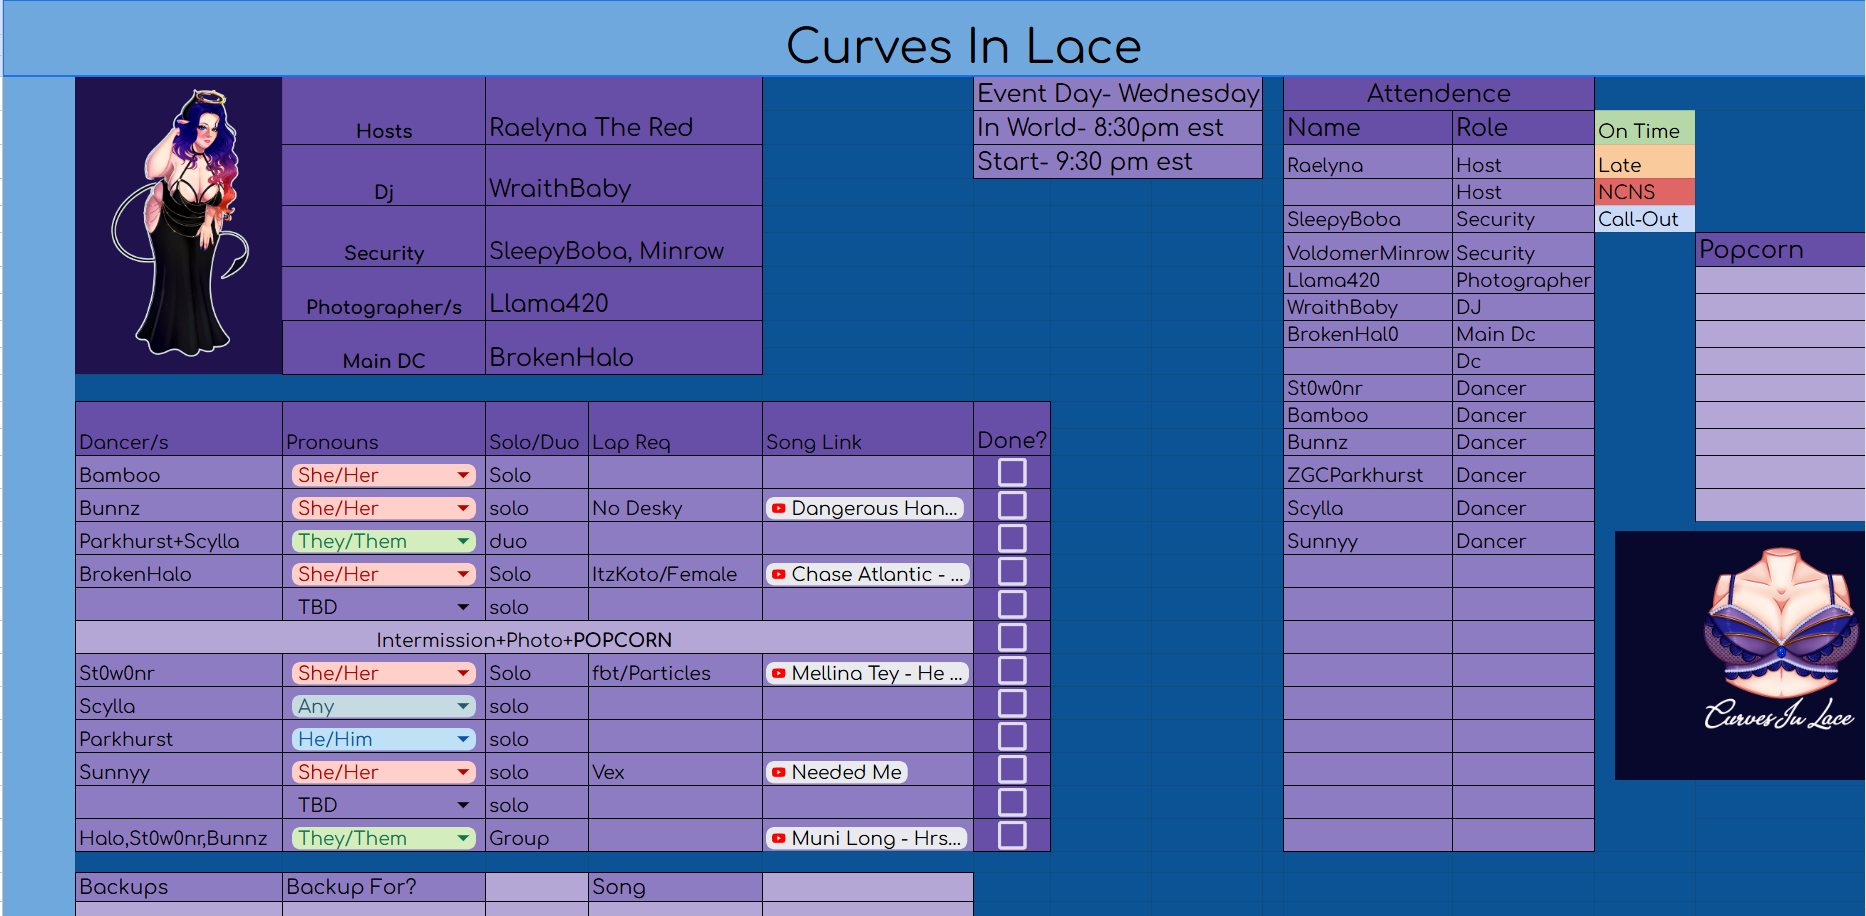 Curves In Lace
Hosts Raelyna The Red
Dj WraithBaby
Security SleepyBoba, Minrow
Photographer/s Llama420
Main DC BrokenHalo
Event Day- Wednesday
In World- 8:30pm est
Start- 9:30 pm est
Attendence
Name Role
Raelyna Host
Host
SleepyBoba Security
VoldomerMinrow Security
Llama420 Photographer
WraithBaby DJ
BrokenHal0 Main Dc
Dc
St0w0nr Dancer
Bamboo Dancer
Bunnz Dancer
ZGCParkhurst Dancer
Scylla Dancer
Sunnyy Dancer
On Time
Late
NCNS
Call-Out
Popcorn
Dancer/s Pronouns Solo/Duo Lap Req Song Link Done?
Bamboo She/Her Solo
Bunnz She/Her solo No Desky Dangerous Han...
Parkhurst+Scylla They/Them duo
BrokenHalo She/Her Solo ItzKoto/Female Chase Atlantic - ...
TBD solo
Intermission+Photo+POPCORN
St0w0nr She/Her Solo fbt/Particles Mellina Tey - He ...
Scylla Any solo
Parkhurst He/Him solo
Sunnyy She/Her solo Vex Needed Me
TBD solo
Halo,St0w0nr,Bunnz They/Them Group Muni Long - Hrs...
Backups Backup For? Song
Curves In Lace